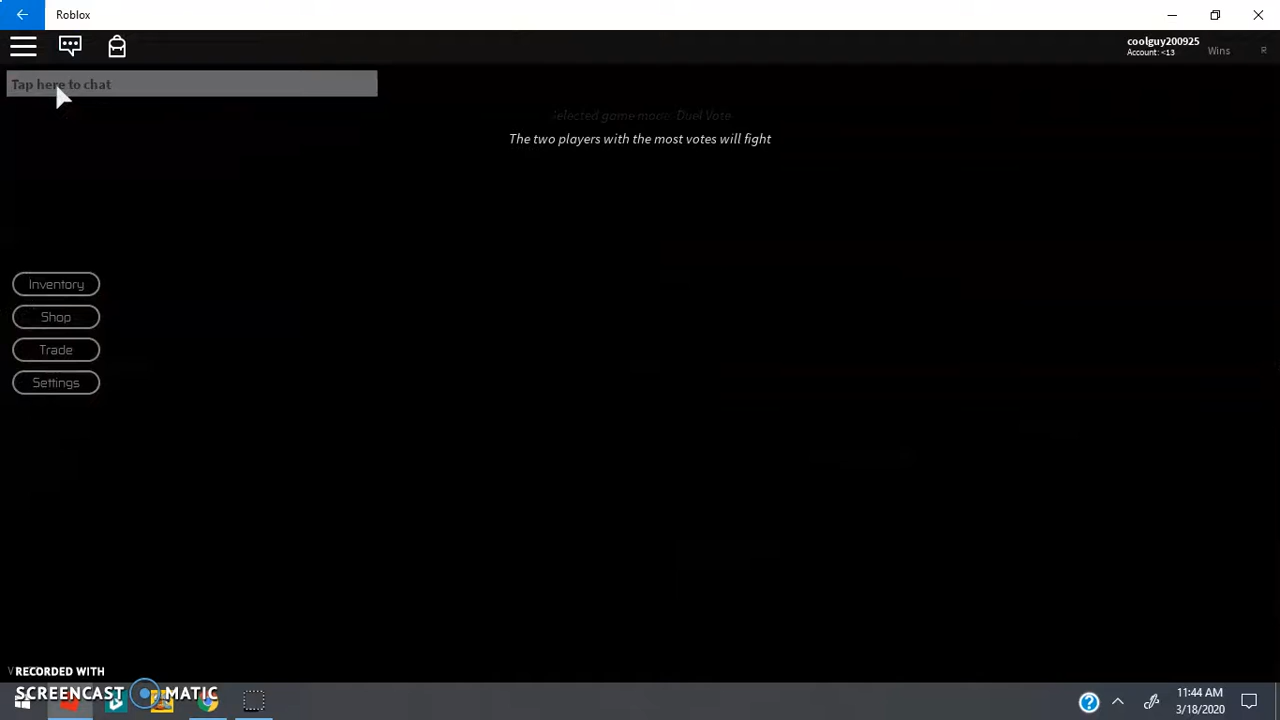 Roblox
coolguy200925
Account: <13
Wins
R
Tap here to chat
Selected game mode: Duel Vote
The two players with the most votes will fight
Inventory
Shop
Trade
Settings
RECORDED WITH
SCREENCAST MATIC
11:44 AM
3/18/2020